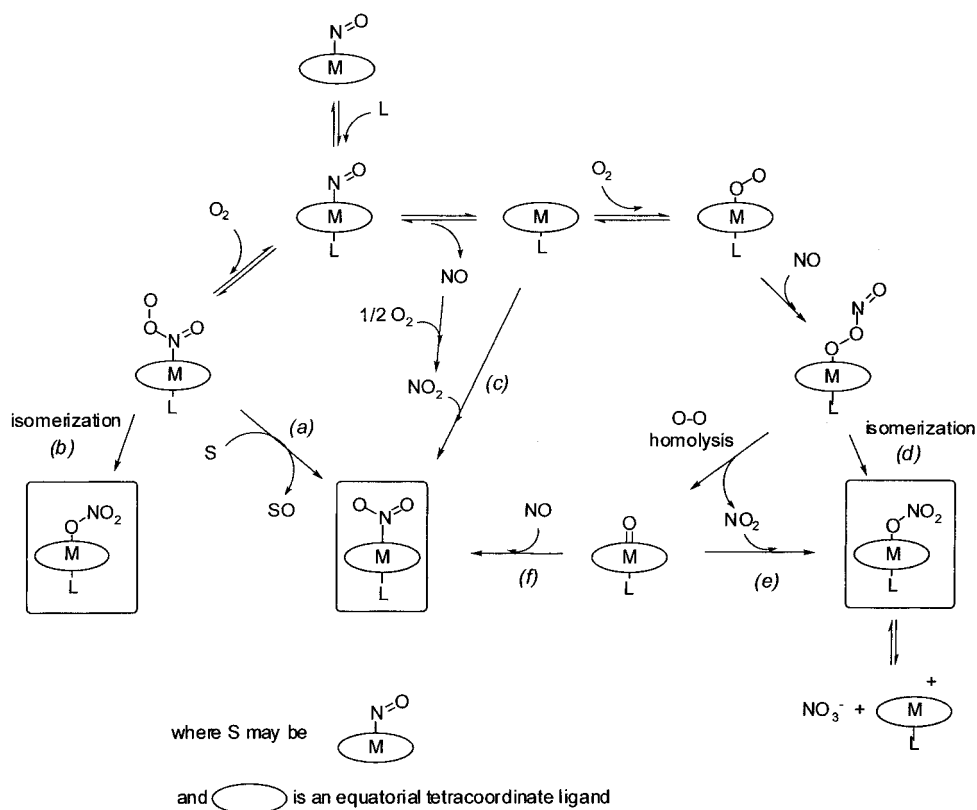 N=O
M
L
N=O
M
L
O2
O2
M
L
O-O
M
L
NO
1/2 O2
NO2
(c)
NO
N=O
O
O
M
L
O
O
N=O
M
L
isomerization
(b)
(a)
S
SO
O-O
homolysis
isomerization
(d)
O-NO2
M
L
O
N=O
M
L
NO
(f)
O
M
L
NO2
(e)
O-NO2
M
L
NO3- +
+
M
L
where S may be
N=O
M
and
is an equatorial tetracoordinate ligand